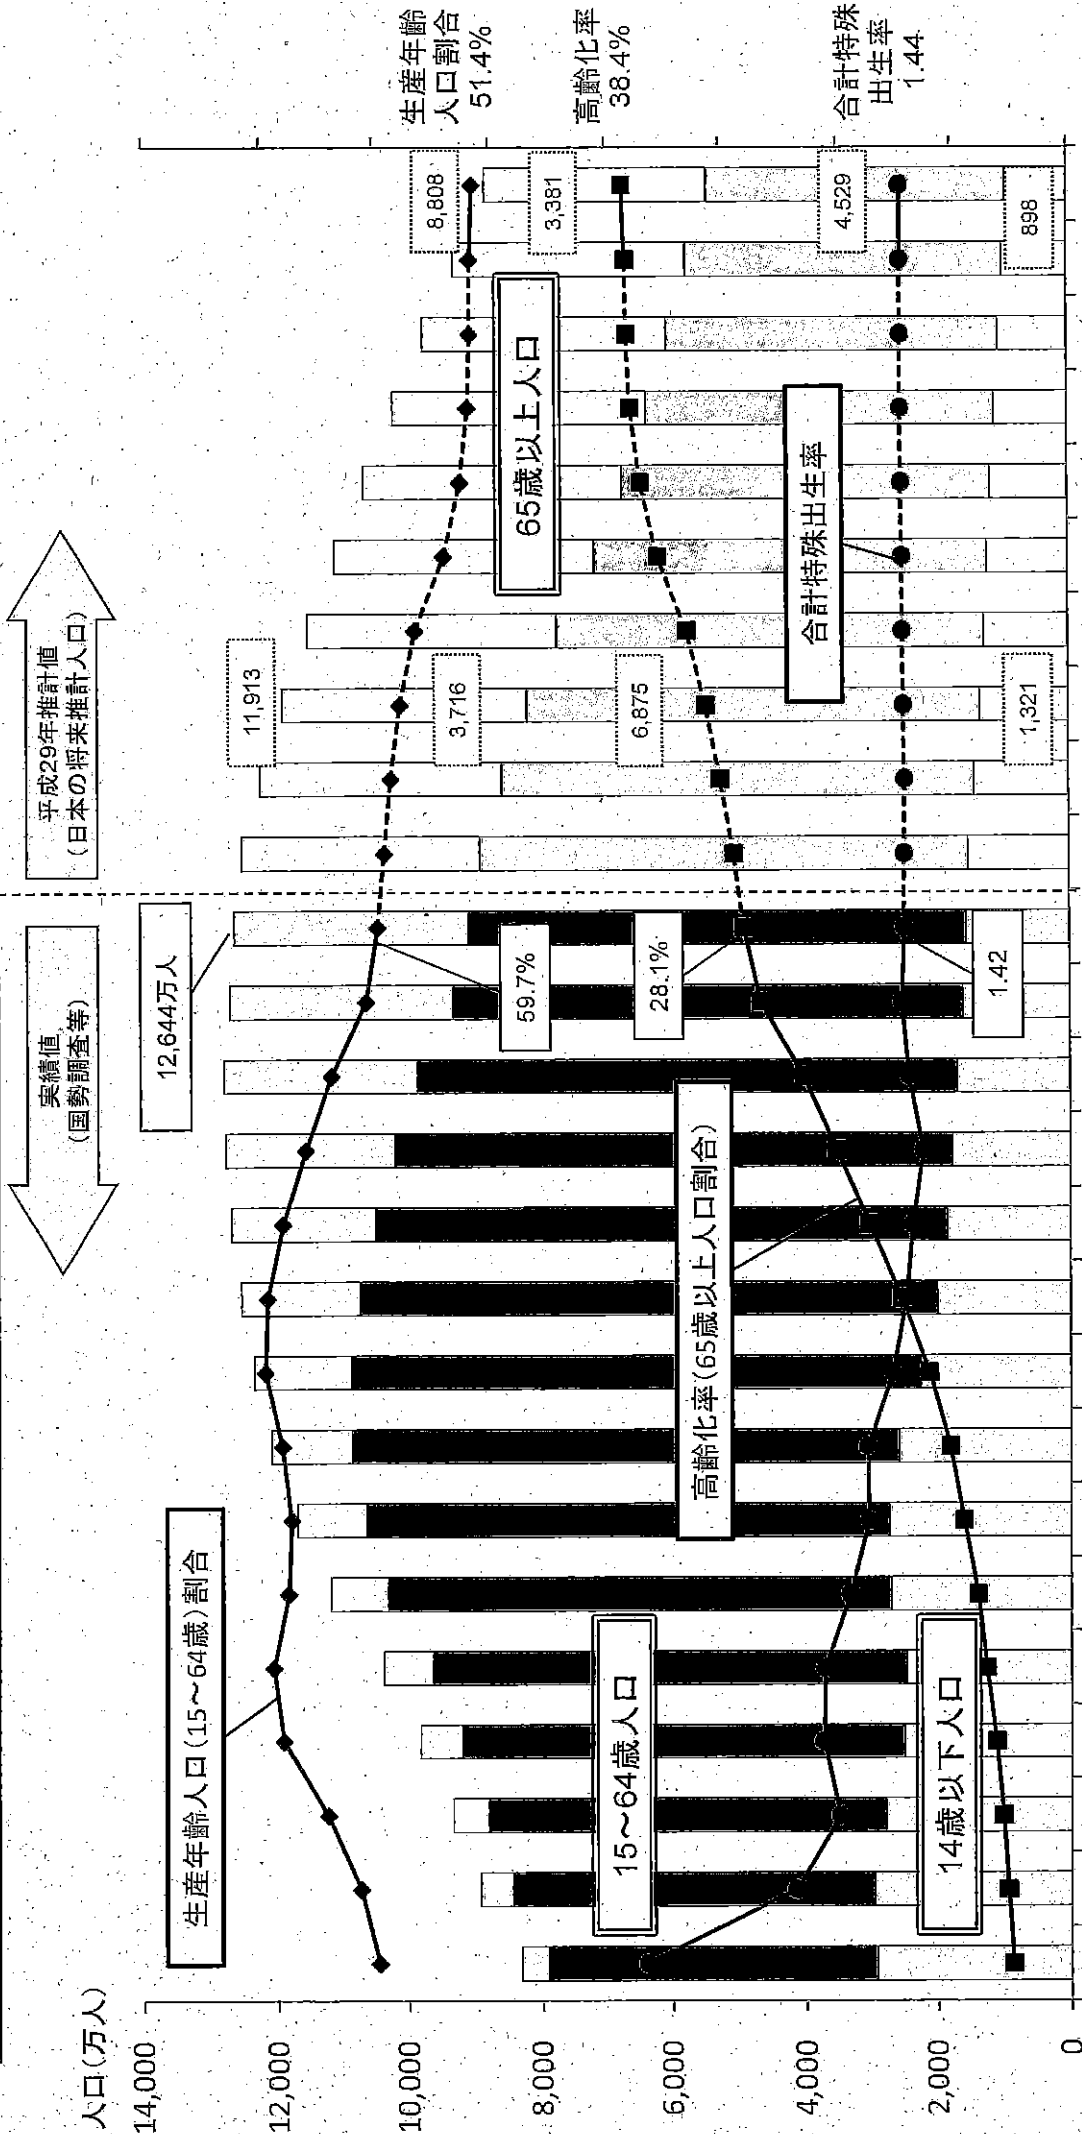 実績値
（国勢調査等）
平成29年推計値
（日本の将来推計人口）
人口（万人）
14,000
12,000
10,000
8,000
6,000
4,000
2,000
0
生産年齢人口（15～64歳）割合
12,644万人
11,913
8,808
生産年齢
人口割合
51.4%
59.7%
3,716
65歳以上人口
3,381
高齢化率
38.4%
15～64歳人口
高齢化率（65歳以上人口割合）
28.1%
6,875
合計特殊出生率
4,529
合計特殊
出生率
1.44
14歳以下人口
1.42
1,321
898